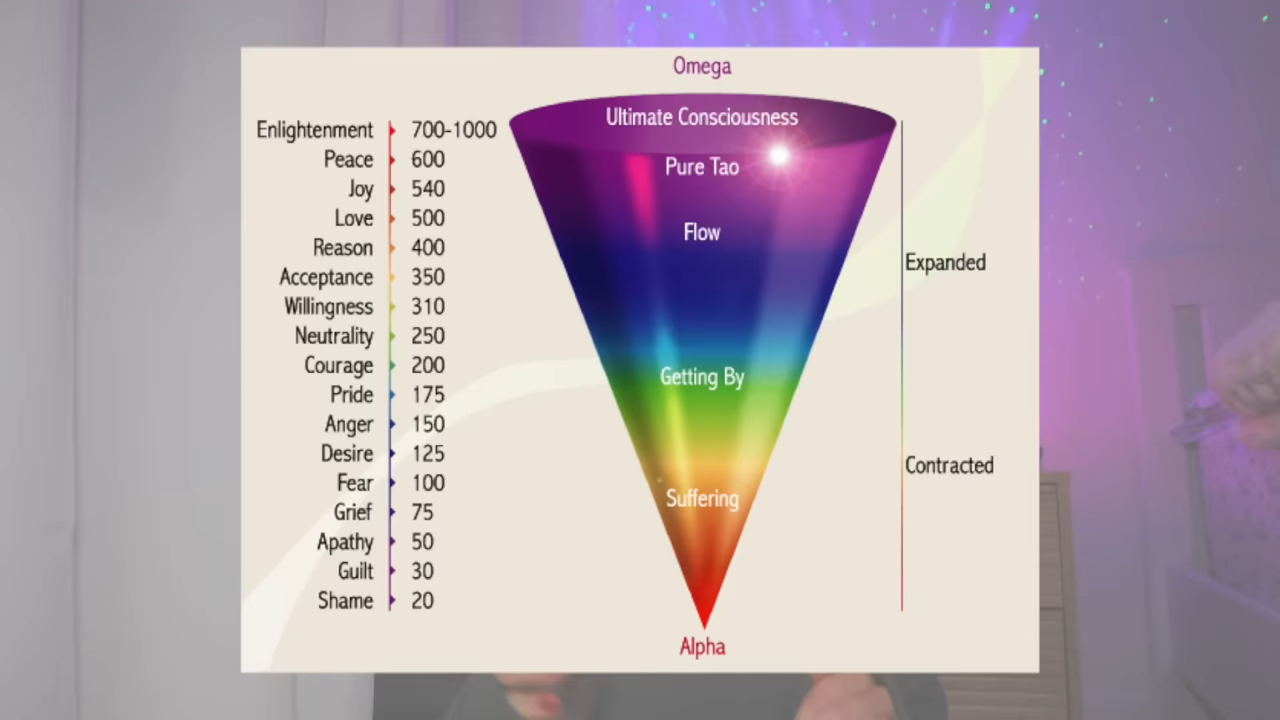 Omega
Ultimate Consciousness
Pure Tao
Flow
Getting By
Suffering
Alpha
Enlightenment 700-1000
Peace 600
Joy 540
Love 500
Reason 400
Acceptance 350
Willingness 310
Neutrality 250
Courage 200
Pride 175
Anger 150
Desire 125
Fear 100
Grief 75
Apathy 50
Guilt 30
Shame 20
Expanded
Contracted